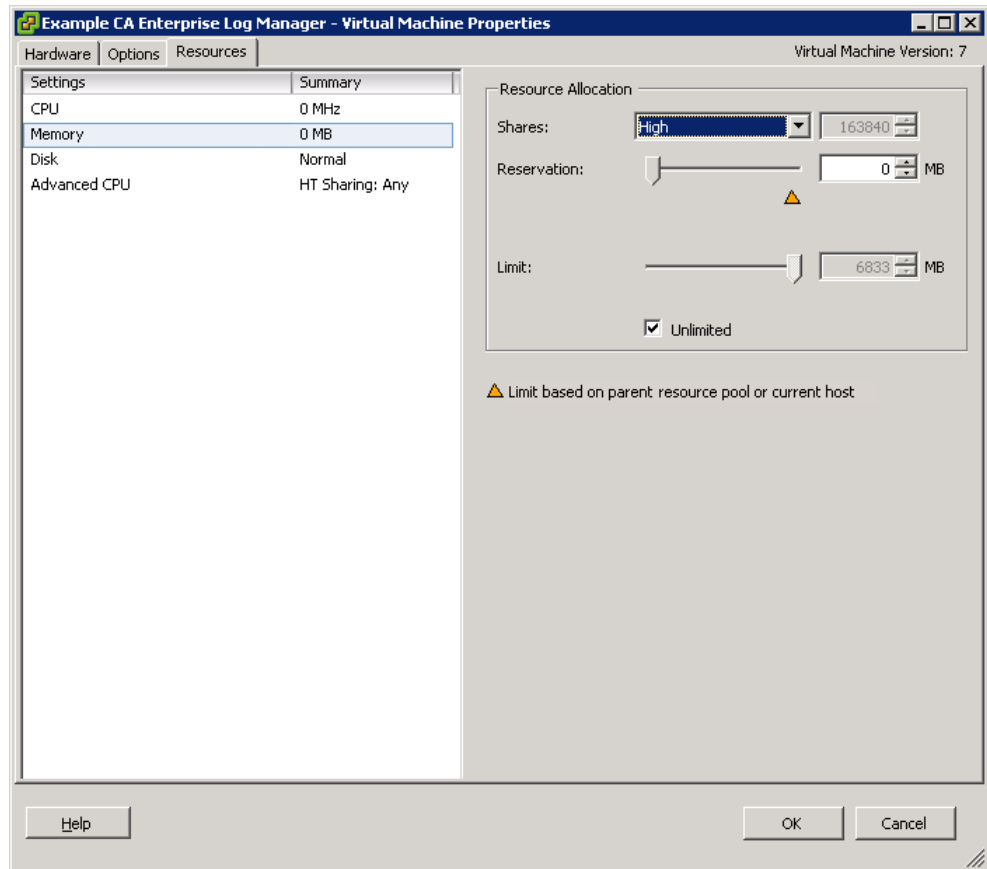 Example CA Enterprise Log Manager - Virtual Machine Properties
Hardware Options Resources Virtual Machine Version: 7
Settings Summary
CPU 0 MHz
Memory 0 MB
Disk Normal
Advanced CPU HT Sharing: Any
Resource Allocation
Shares: High 163840
Reservation: 0 MB
Limit: 6833 MB
Unlimited
Limit based on parent resource pool or current host
Help OK Cancel